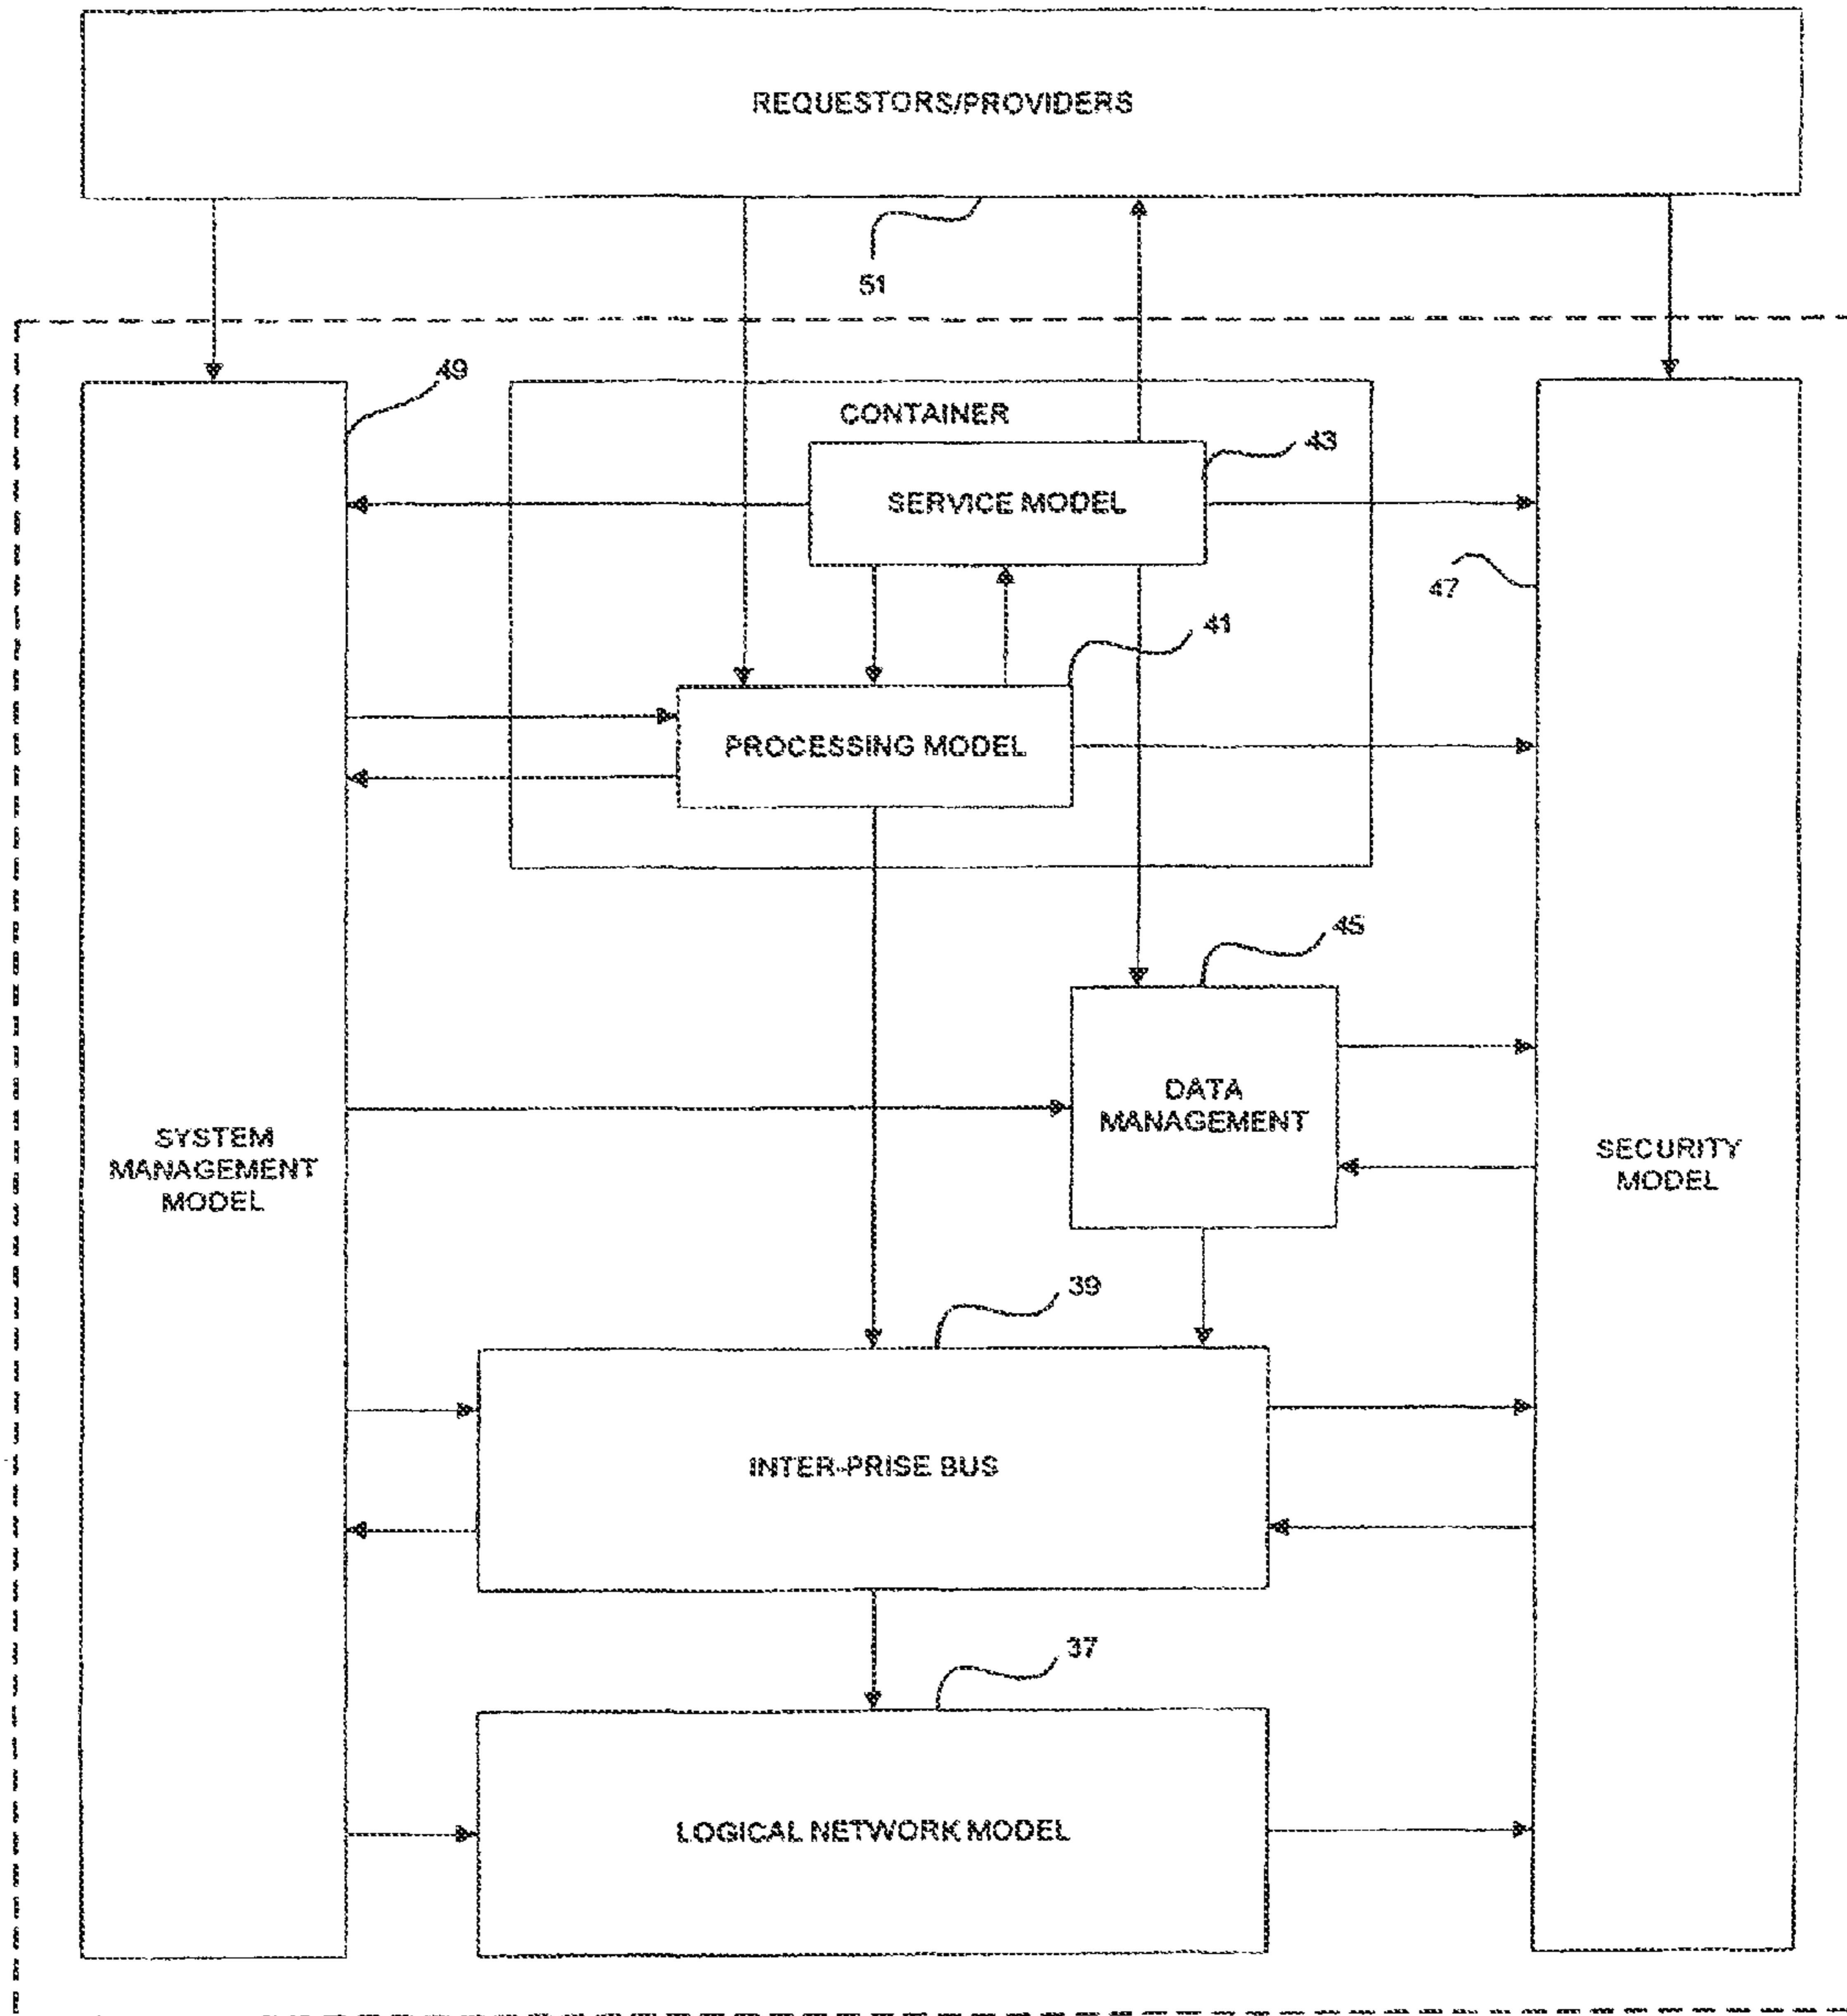 REQUESTORS/PROVIDERS
51
49
CONTAINER
43
SERVICE MODEL
47
41
PROCESSING MODEL
45
DATA
MANAGEMENT
SYSTEM
MANAGEMENT
MODEL
SECURITY
MODEL
39
INTER-PRISE BUS
37
LOGICAL NETWORK MODEL